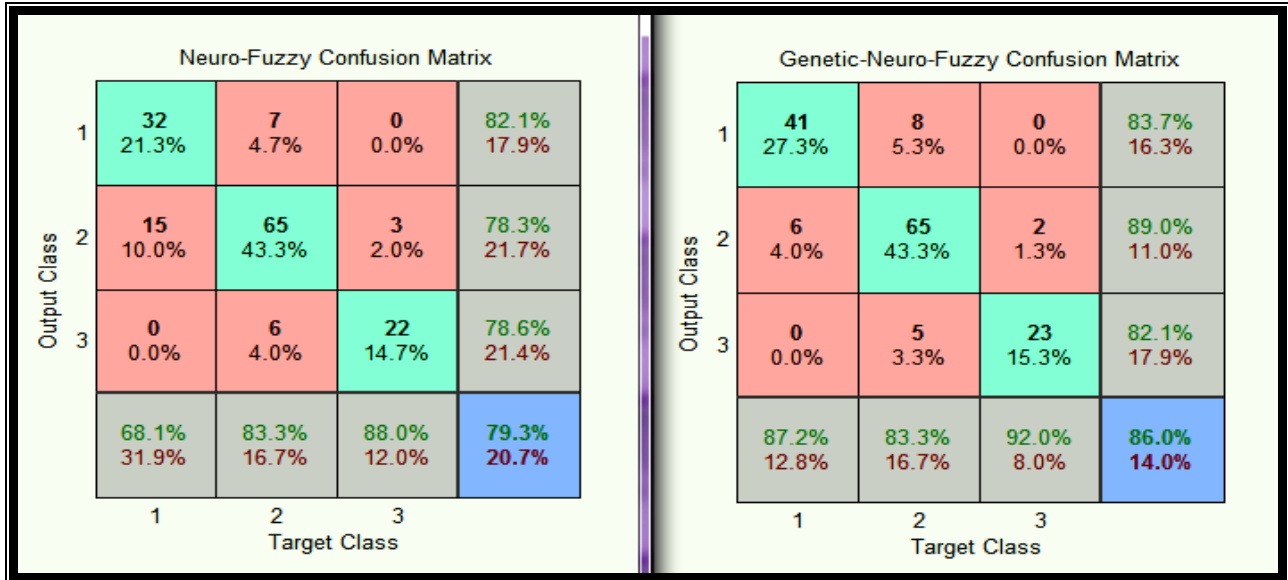 Neuro-Fuzzy Confusion Matrix
32 7 0 82.1%
1
21.3% 4.7% 0.0% 17.9%
15 65 3 78.3%
2
10.0% 43.3% 2.0% 21.7%
0 6 22 78.6%
3
0.0% 4.0% 14.7% 21.4%
68.1% 83.3% 88.0% 79.3%
31.9% 16.7% 12.0% 20.7%
1 2 3
Target Class
Output Class
Genetic-Neuro-Fuzzy Confusion Matrix
41 8 0 83.7%
1
27.3% 5.3% 0.0% 16.3%
6 65 2 89.0%
2
4.0% 43.3% 1.3% 11.0%
0 5 23 82.1%
3
0.0% 3.3% 15.3% 17.9%
87.2% 83.3% 92.0% 86.0%
12.8% 16.7% 8.0% 14.0%
1 2 3
Target Class
Output Class